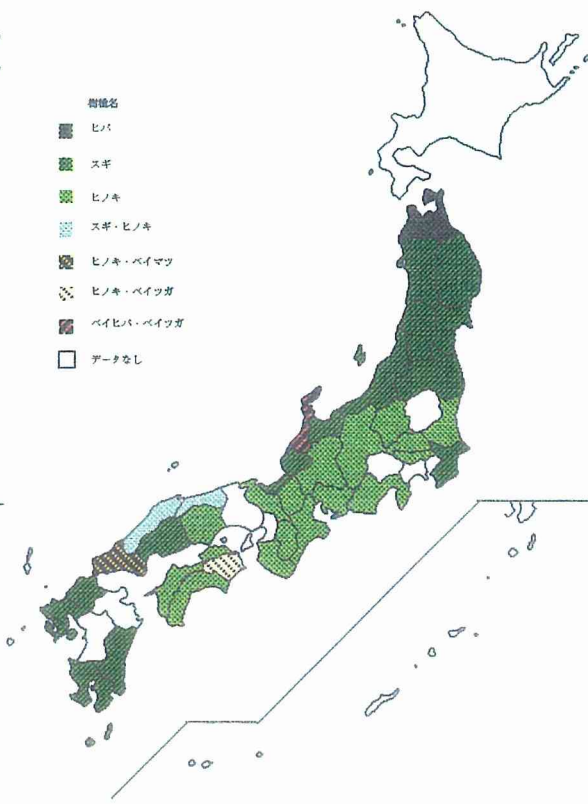 樹種名
ヒバ
スギ
ヒノキ
スギ・ヒノキ
ヒノキ・ベイマツ
ヒノキ・ベイツガ
ベイヒバ・ベイツガ
データなし